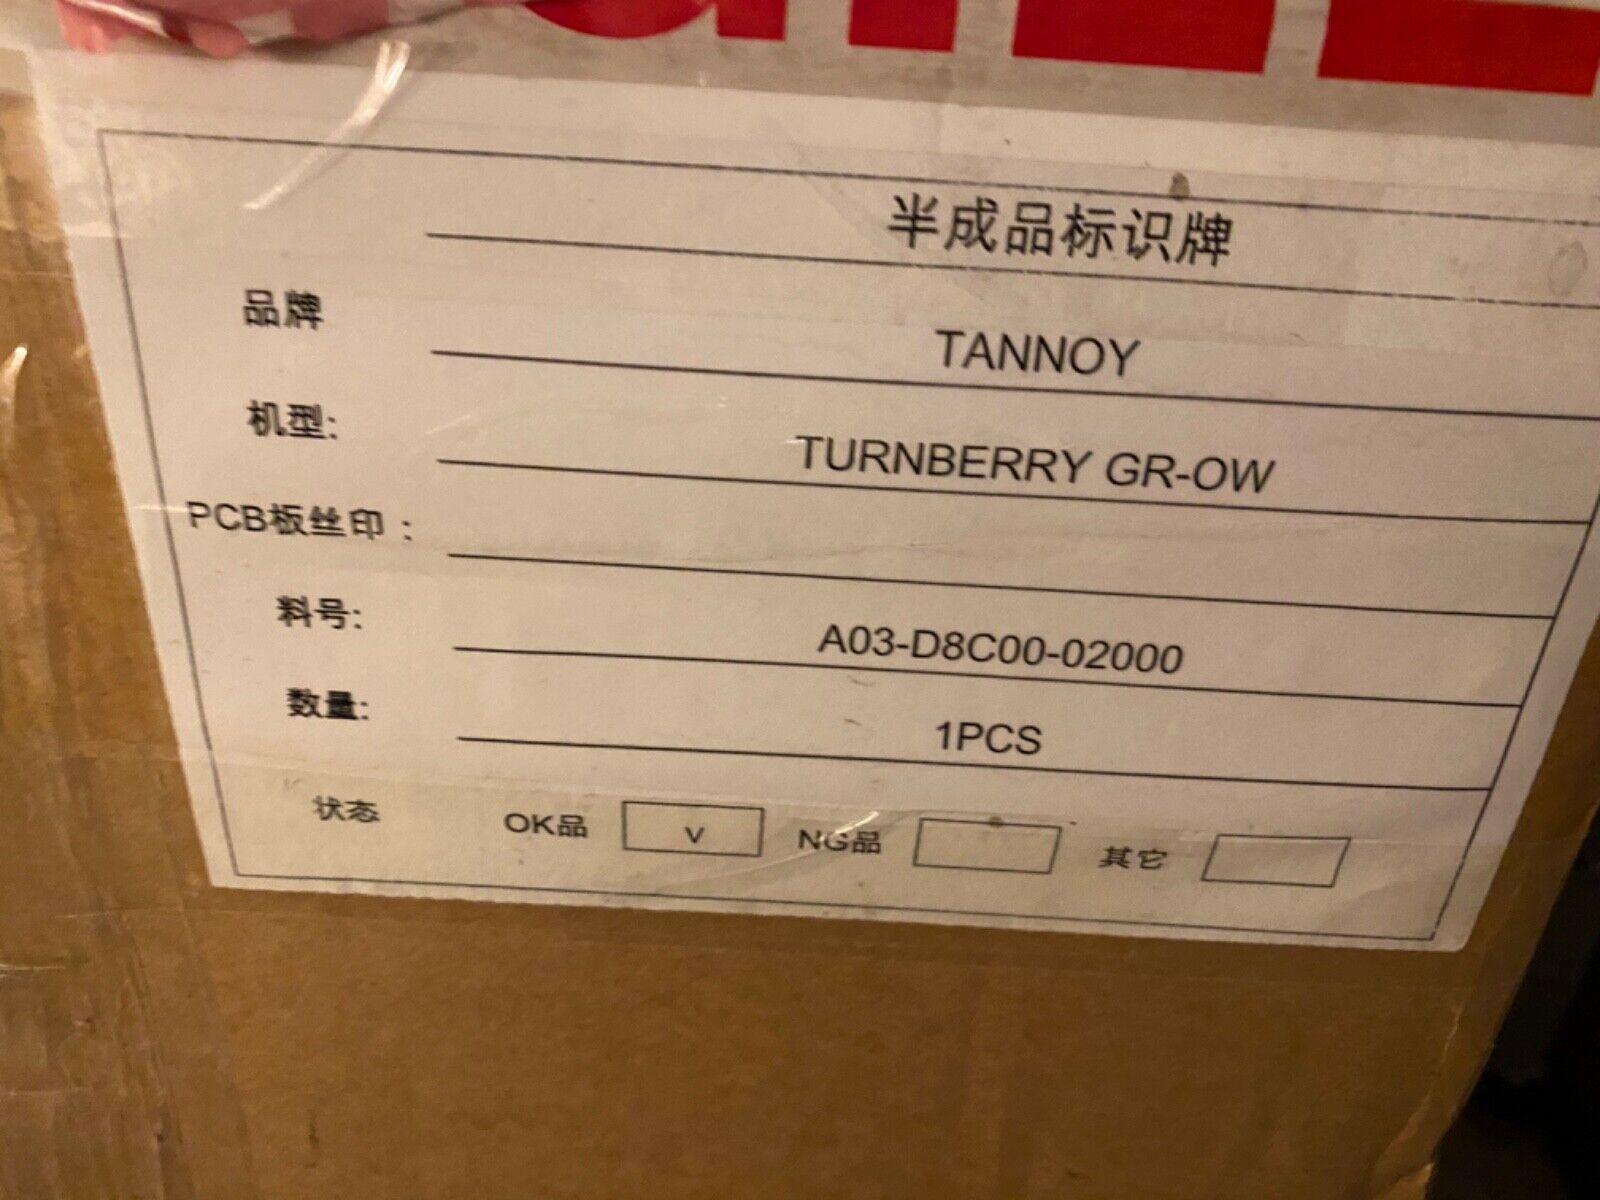 半成品标识牌
品牌 TANNOY
机型: TURNBERRY GR-OW
PCB板丝印：
料号: A03-D8C00-02000
数量: 1PCS
状态 OK品 V NG品 其它